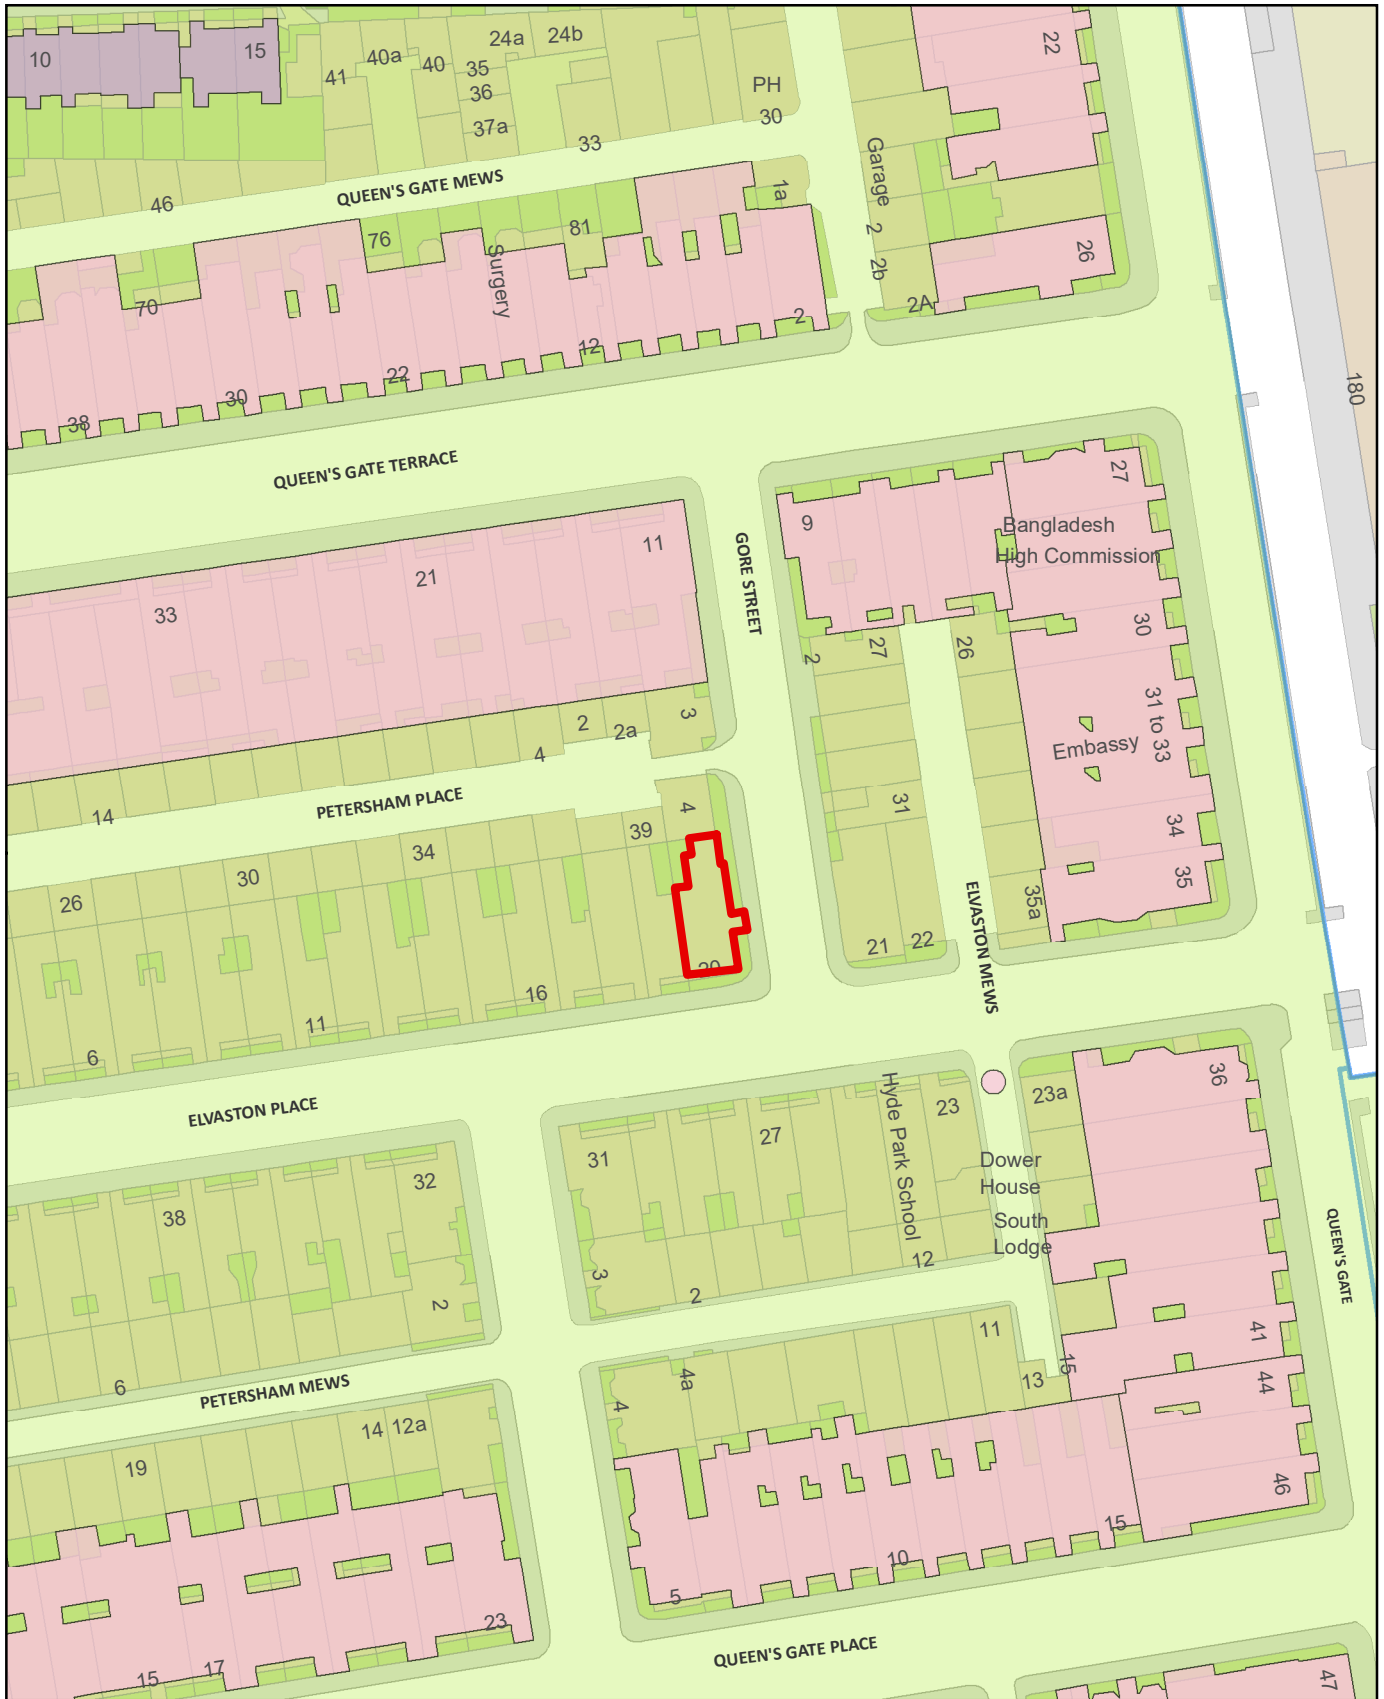 10
15
41
40a
40
24a
24b
35
36
37a
33
PH
30
22
46
QUEEN'S GATE MEWS
Garage
1a
2
2b
2A
26
76
81
Surgery
70
2
12
22
30
38
180
QUEEN'S GATE TERRACE
33
21
11
GORE STREET
9
27
Bangladesh
High Commission
2
27
26
30
31 to
33
Embassy
34
35
35a
3
2
2a
4
14
PETERSHAM PLACE
4
39
34
30
26
31
21
22
ELVASTON MEWS
20
16
11
6
ELVASTON PLACE
32
38
2
6
31
27
Hyde Park School
23
23a
36
Dower
House
South
Lodge
3
2
12
QUEEN'S GATE
41
44
46
PETERSHAM MEWS
19
14
12a
4
4a
11
13
15
5
10
15
23
17
15
QUEEN'S GATE PLACE
47